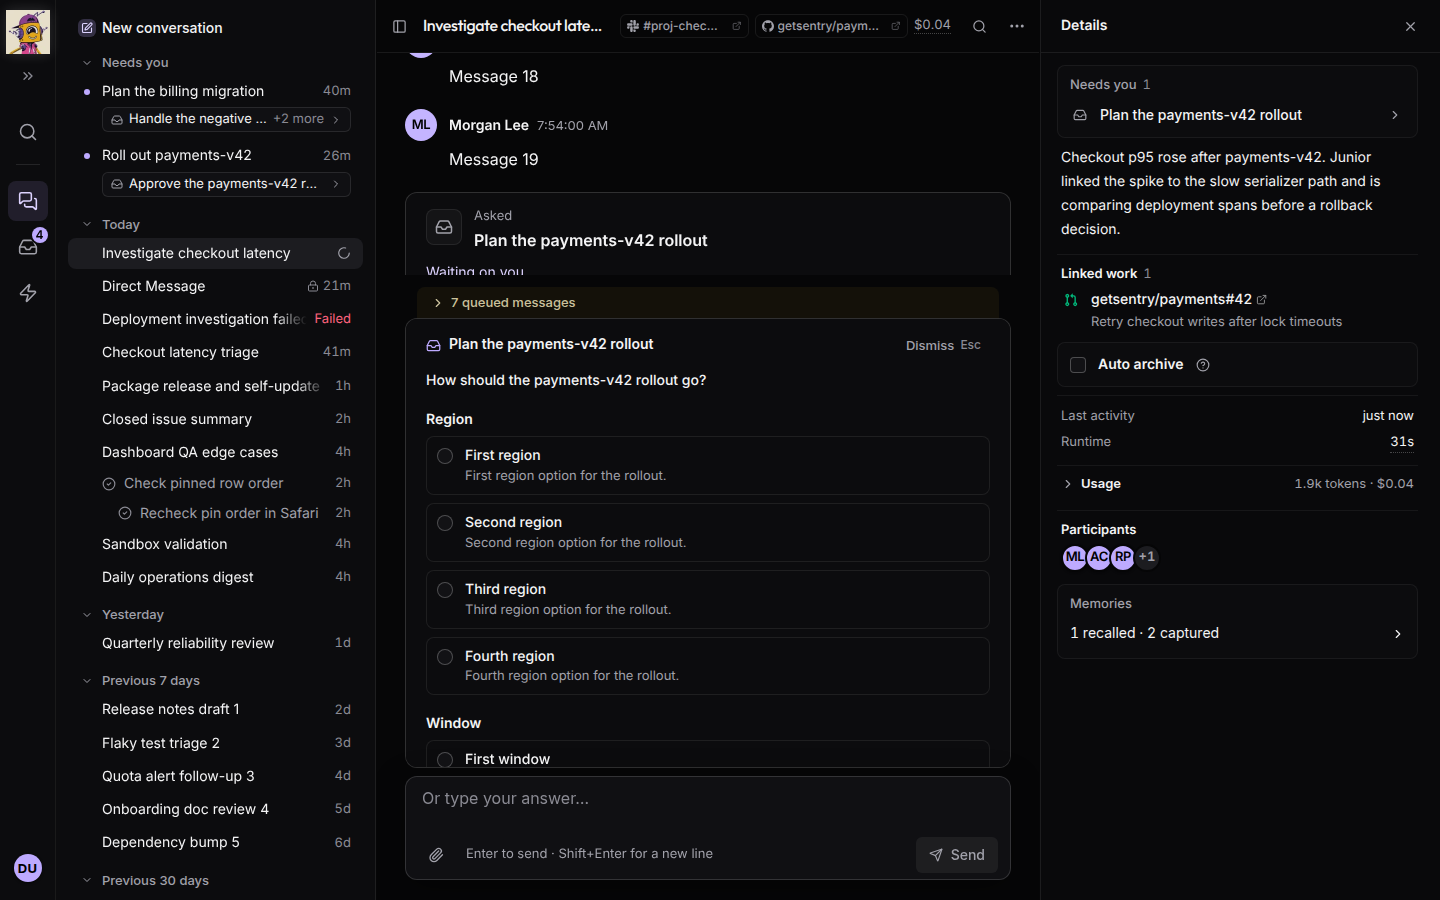 New conversation
Needs you
Plan the billing migration 40m
Handle the negative ... +2 more
Roll out payments-v42 26m
Approve the payments-v42 r...
Today
Investigate checkout latency
Direct Message 21m
Deployment investigation failed Failed
Checkout latency triage 41m
Package release and self-update 1h
Closed issue summary 2h
Dashboard QA edge cases 4h
Check pinned row order 2h
Recheck pin order in Safari 2h
Sandbox validation 4h
Daily operations digest 4h
Yesterday
Quarterly reliability review 1d
Previous 7 days
Release notes draft 1 2d
Flaky test triage 2 3d
Quota alert follow-up 3 4d
Onboarding doc review 4 5d
Dependency bump 5 6d
Previous 30 days
4
DU
Investigate checkout late... #proj-chec... getsentry/paym... $0.04
Message 18
ML Morgan Lee 7:54:00 AM
Message 19
Asked
Plan the payments-v42 rollout
Waiting on you
7 queued messages
Plan the payments-v42 rollout Dismiss Esc
How should the payments-v42 rollout go?
Region
First region
First region option for the rollout.
Second region
Second region option for the rollout.
Third region
Third region option for the rollout.
Fourth region
Fourth region option for the rollout.
Window
First window
Or type your answer...
Enter to send · Shift+Enter for a new line
Send
Details
Needs you 1
Plan the payments-v42 rollout
Checkout p95 rose after payments-v42. Junior
linked the spike to the slow serializer path and is
comparing deployment spans before a rollback
decision.
Linked work 1
getsentry/payments#42
Retry checkout writes after lock timeouts
Auto archive
Last activity just now
Runtime 31s
Usage 1.9k tokens · $0.04
Participants
ML AC RP +1
Memories
1 recalled · 2 captured